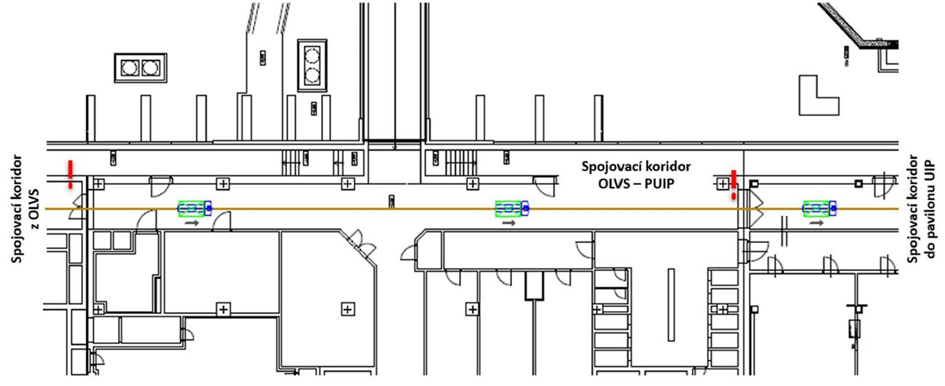 Spojovací koridor
z OLVS
Spojovací koridor
OLVS – PUIP
Spojovací koridor
do pavilonu UIP